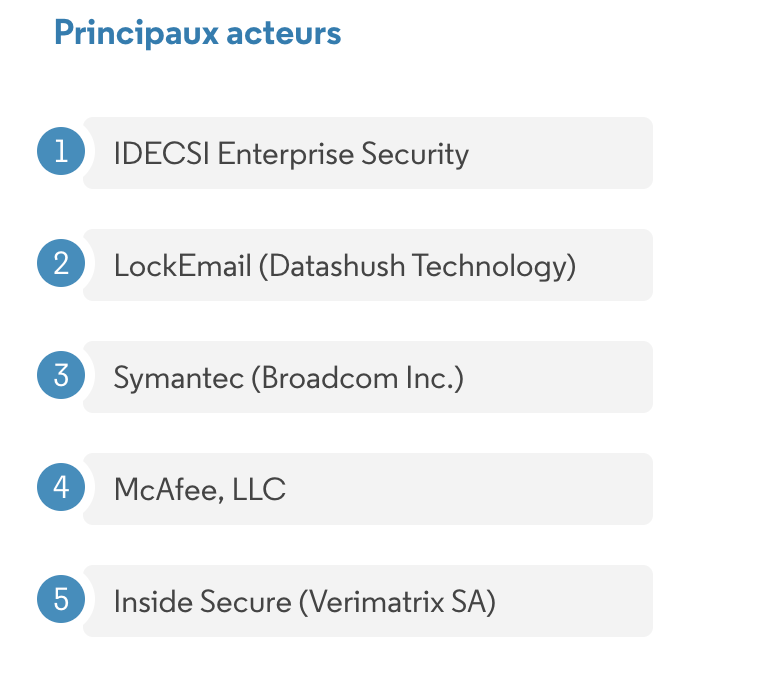 Principaux acteurs
1 IDECSI Enterprise Security
2 LockEmail (Datashush Technology)
3 Symantec (Broadcom Inc.)
4 McAfee, LLC
5 Inside Secure (Verimatrix SA)